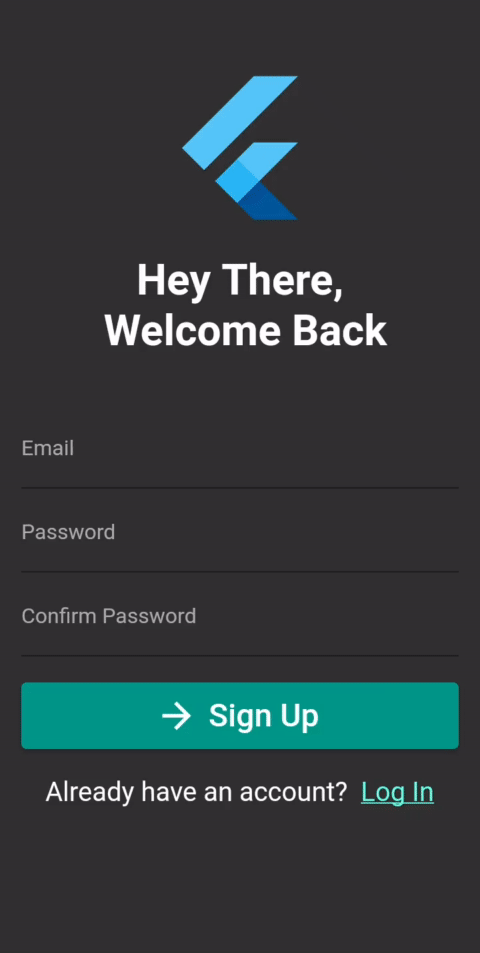 Hey There,
Welcome Back
Email
Password
Confirm Password
Sign Up
Already have an account? Log In